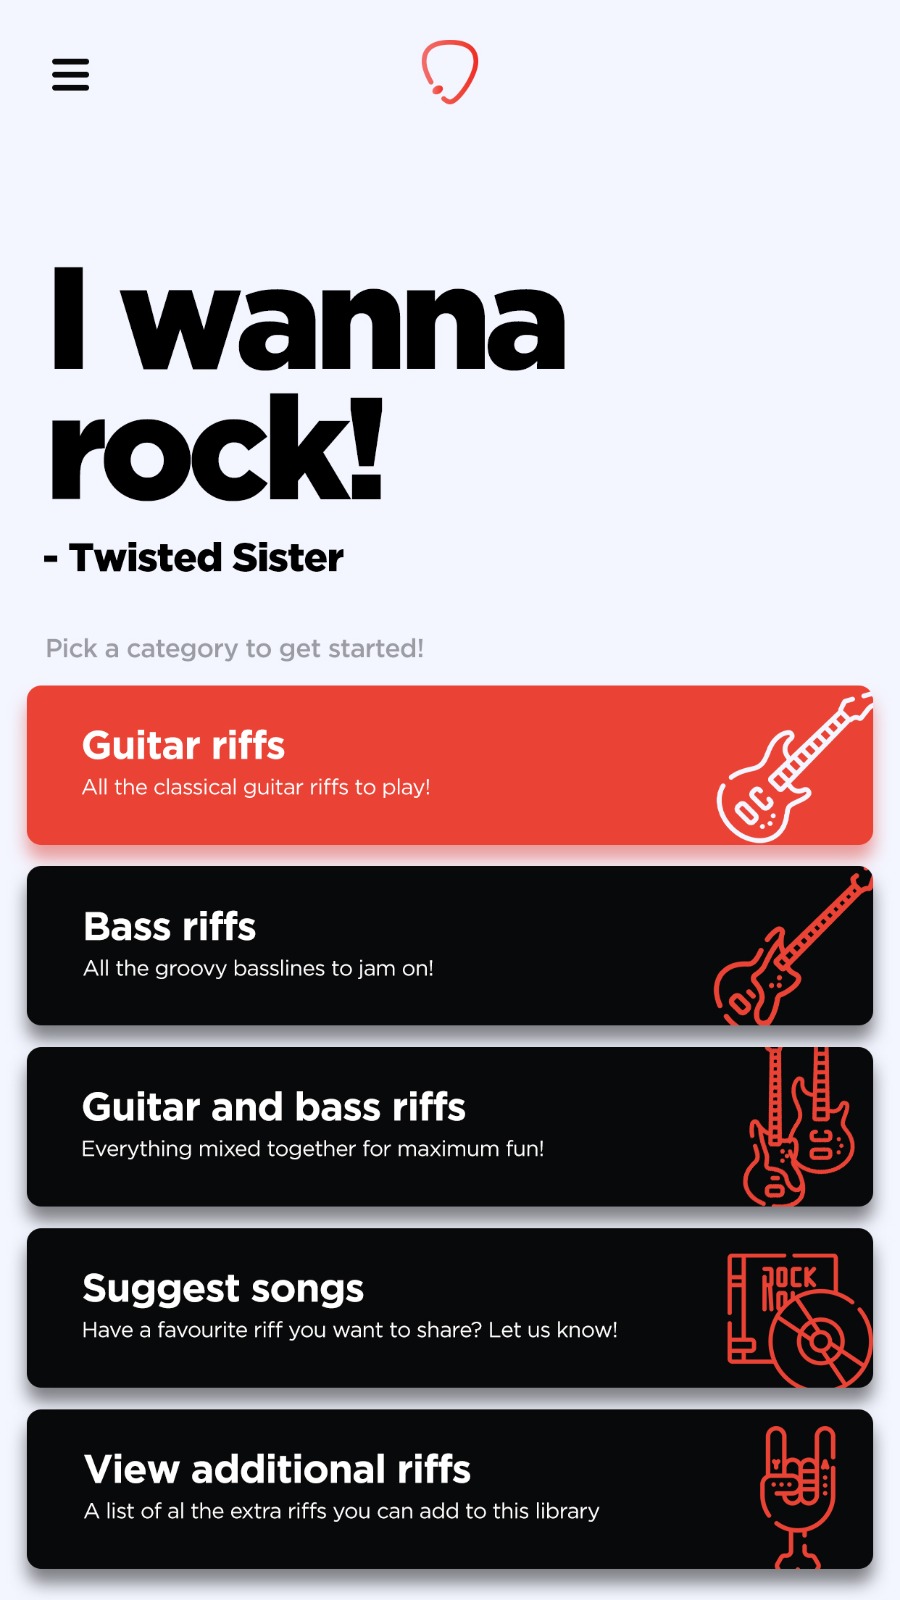 I wanna
rock!
- Twisted Sister
Pick a category to get started!
Guitar riffs
All the classical guitar riffs to play!
Bass riffs
All the groovy basslines to jam on!
Guitar and bass riffs
Everything mixed together for maximum fun!
Suggest songs
Have a favourite riff you want to share? Let us know!
ROCK
View additional riffs
A list of al the extra riffs you can add to this library